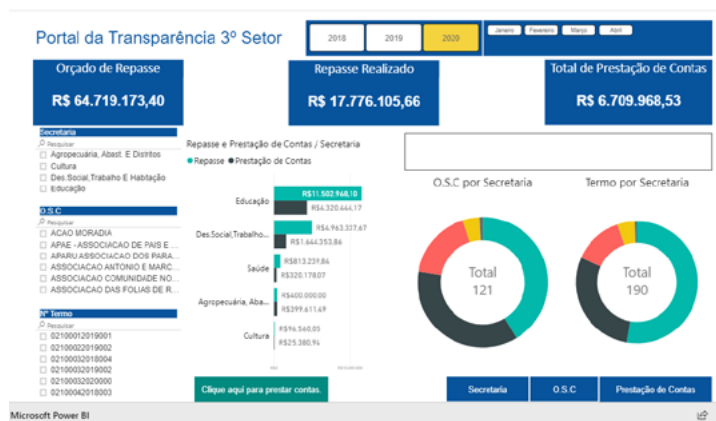 Portal da Transparência 3º Setor
2018
2019
2020
Janeiro
Fevereiro
Março
Abril
Orçado de Repasse
R$ 64.719.173,40
Repasse Realizado
R$ 17.776.105,66
Total de Prestação de Contas
R$ 6.709.968,53
Secretaria
Pesquisar
Agropecuária, Abast. E Distritos
Cultura
Des.Social,Trabalho E Habitação
Educação
O.S.C
Pesquisar
ACAO MORADIA
APAE - ASSOCIACAO DE PAIS E ...
APARU ASSOCIACAO DOS PARA...
ASSOCIACAO ANTONIO E MARC...
ASSOCIACAO COMUNIDADE NO...
ASSOCIACAO DAS FOLIAS DE R...
Nº Termo
Pesquisar
02100012019001
02100022019002
02100032018004
02100032019002
02100032020000
02100042018003
Repasse e Prestação de Contas / Secretaria
Repasse Prestação de Contas
Educação
R$11.502.968,10
R$4.320.444,17
Des.Social,Trabalho...
R$4.963.337,67
R$1.644.353,86
Saúde
R$813.239,84
R$320.178,07
Agropecuária, Aba...
R$400.000,00
R$399.611,49
Cultura
R$96.560,05
R$25.380,94
O.S.C por Secretaria
Total
121
Termo por Secretaria
Total
190
Clique aqui para prestar contas.
Secretaria
O.S.C
Prestação de Contas
Microsoft Power BI